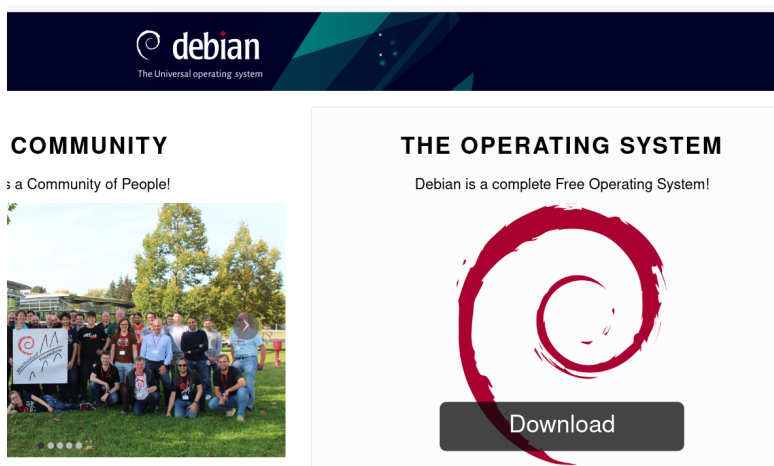 debian
The Universal operating system
COMMUNITY
s a Community of People!
THE OPERATING SYSTEM
Debian is a complete Free Operating System!
Download